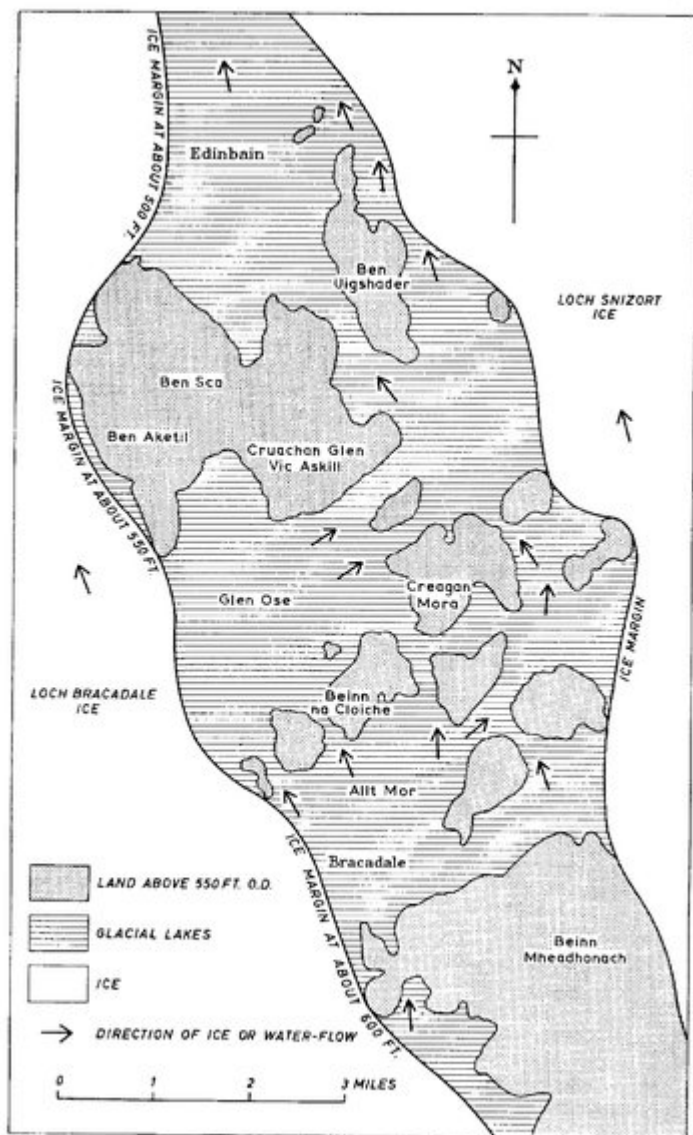 N
ICE MARGIN AT ABOUT 500 FT.
Edinbain
Ben
Uigshader
LOCH SNIZORT
ICE
Ben Sca
Ben Aketil
Cruachan Glen
Vic Askill
ICE MARGIN AT ABOUT 550 FT.
Glen Ose
Creagan
Mora
ICE MARGIN
LOCH BRACADALE
ICE
Beinn
na Cloiche
Allt Mor
Bracadale
ICE MARGIN AT ABOUT 600 FT.
Beinn
Mheadhonach
LAND ABOVE 550 FT. O.D.
GLACIAL LAKES
ICE
DIRECTION OF ICE OR WATER-FLOW
0 1 2 3 MILES